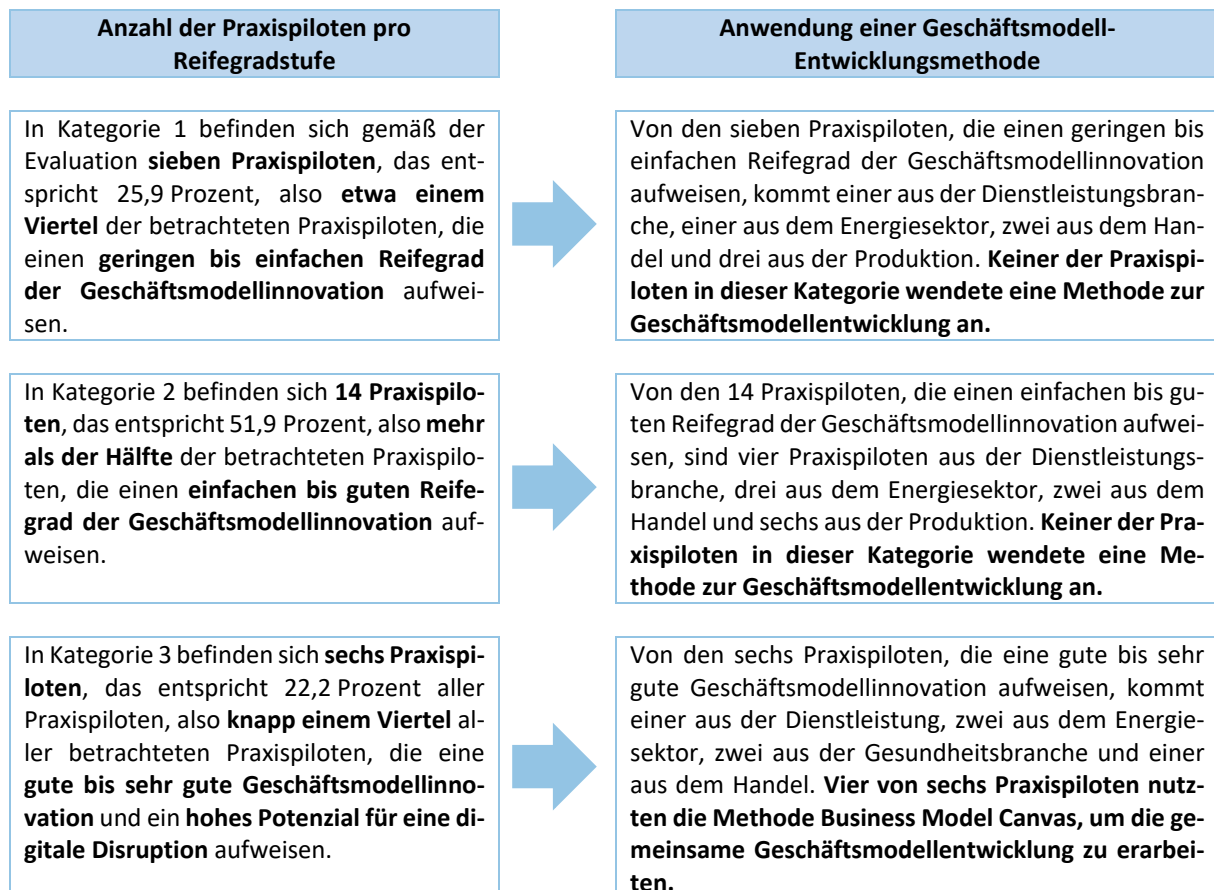 Anzahl der Praxispiloten pro
Reifegradstufe
Anwendung einer Geschäftsmodell-
Entwicklungsmethode
In Kategorie 1 befinden sich gemäß der
Evaluation sieben Praxispiloten, das ent-
spricht 25,9 Prozent, also etwa einem
Viertel der betrachteten Praxispiloten, die
einen geringen bis einfachen Reifegrad
der Geschäftsmodellinnovation aufwei-
sen.
Von den sieben Praxispiloten, die einen geringen bis
einfachen Reifegrad der Geschäftsmodellinnovation
aufweisen, kommt einer aus der Dienstleistungsbran-
che, einer aus dem Energiesektor, zwei aus dem Han-
del und drei aus der Produktion. Keiner der Praxispi-
loten in dieser Kategorie wendete eine Methode zur
Geschäftsmodellentwicklung an.
In Kategorie 2 befinden sich 14 Praxispilo-
ten, das entspricht 51,9 Prozent, also mehr
als der Hälfte der betrachteten Praxispilo-
ten, die einen einfachen bis guten Reife-
grad der Geschäftsmodellinnovation auf-
weisen.
Von den 14 Praxispiloten, die einen einfachen bis gu-
ten Reifegrad der Geschäftsmodellinnovation aufwei-
sen, sind vier Praxispiloten aus der Dienstleistungs-
branche, drei aus dem Energiesektor, zwei aus dem
Handel und sechs aus der Produktion. Keiner der Pra-
xispiloten in dieser Kategorie wendete eine Me-
thode zur Geschäftsmodellentwicklung an.
In Kategorie 3 befinden sich sechs Praxispi-
loten, das entspricht 22,2 Prozent aller
Praxispiloten, also knapp einem Viertel al-
ler betrachteten Praxispiloten, die eine
gute bis sehr gute Geschäftsmodellinno-
vation und ein hohes Potenzial für eine di-
gitale Disruption aufweisen.
Von den sechs Praxispiloten, die eine gute bis sehr
gute Geschäftsmodellinnovation aufweisen, kommt
einer aus der Dienstleistung, zwei aus dem Energie-
sektor, zwei aus der Gesundheitsbranche und einer
aus dem Handel. Vier von sechs Praxispiloten nutz-
ten die Methode Business Model Canvas, um die ge-
meinsame Geschäftsmodellentwicklung zu erarbei-
ten.